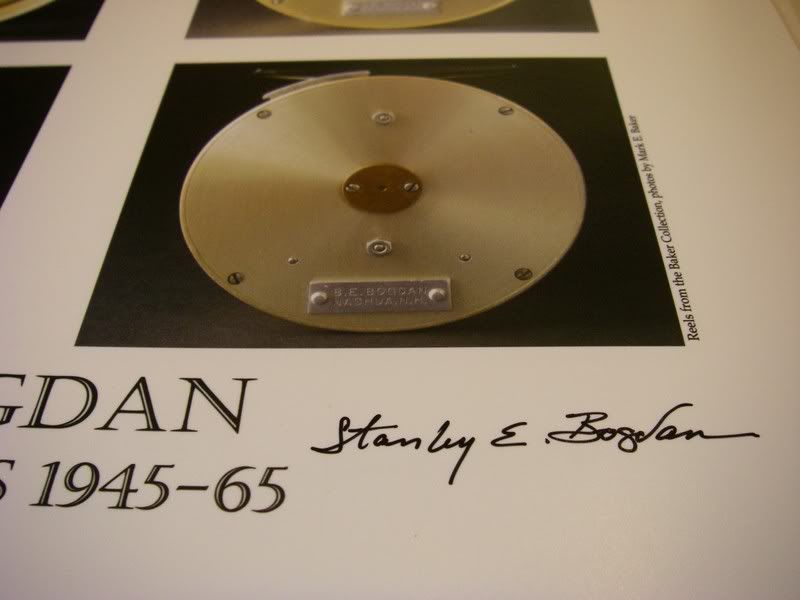 S.E. BOGDAN
NASHUA, N.H.
Reels from the Baker Collection, photos by Mark E. Baker
GDAN
S 1945-65
Stanley E. Bogdan